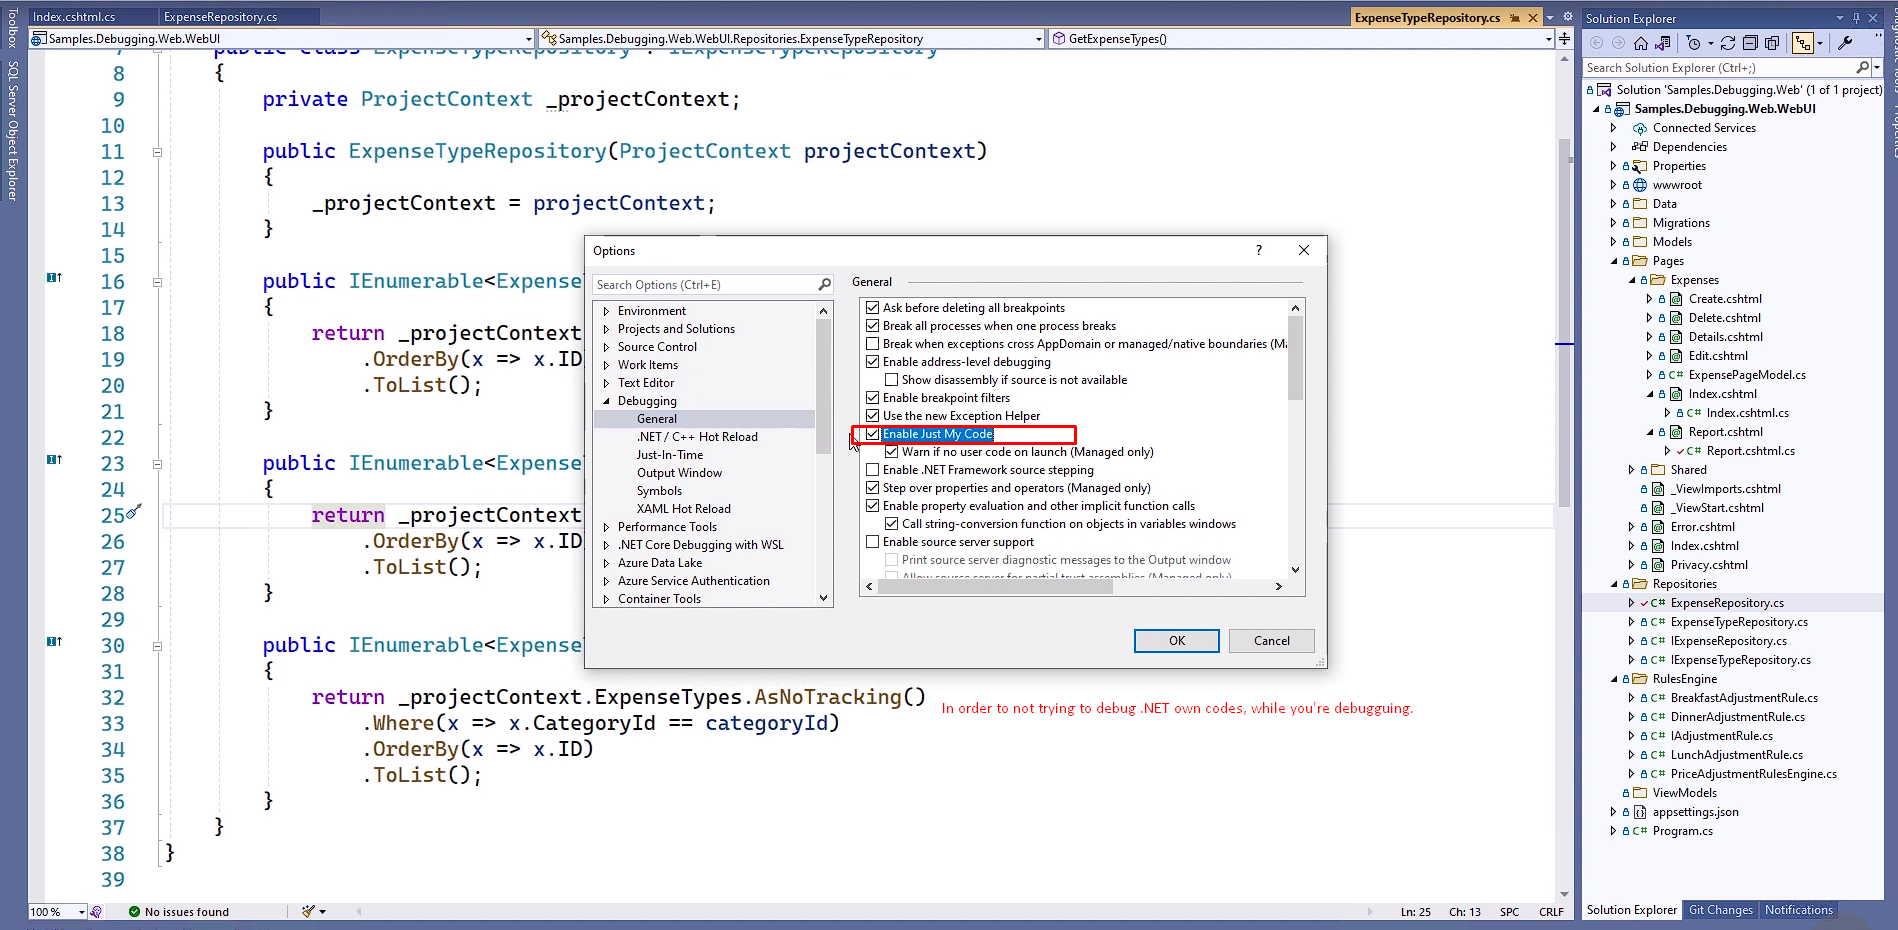 Index.cshtml.cs
ExpenseRepository.cs
ExpenseTypeRepository.cs
Toolbox
SQL Server Object Explorer
Samples.Debugging.Web.WebUI
Samples.Debugging.Web.WebUI.Repositories.ExpenseTypeRepository
GetExpenseTypes()
7 public class ExpenseTypeRepository : IExpenseTypeRepository
8 {
9 private ProjectContext _projectContext;
10
11 public ExpenseTypeRepository(ProjectContext projectContext)
12 {
13 _projectContext = projectContext;
14 }
15
16 public IEnumerable<Expense
17 {
18 return _projectContext
19 .OrderBy(x => x.ID
20 .ToList();
21 }
22
23 public IEnumerable<Expense
24 {
25 return _projectContext
26 .OrderBy(x => x.ID
27 .ToList();
28 }
29
30 public IEnumerable<Expense
31 {
32 return _projectContext.ExpenseTypes.AsNoTracking()
33 .Where(x => x.CategoryId == categoryId)
34 .OrderBy(x => x.ID)
35 .ToList();
36 }
37 }
38 }
39
In order to not trying to debug .NET own codes, while you're debugguing.
Options
?
Search Options (Ctrl+E)
Environment
Projects and Solutions
Source Control
Work Items
Text Editor
Debugging
General
.NET / C++ Hot Reload
Just-In-Time
Output Window
Symbols
XAML Hot Reload
Performance Tools
.NET Core Debugging with WSL
Azure Data Lake
Azure Service Authentication
Container Tools
General
Ask before deleting all breakpoints
Break all processes when one process breaks
Break when exceptions cross AppDomain or managed/native boundaries (Ma
Enable address-level debugging
Show disassembly if source is not available
Enable breakpoint filters
Use the new Exception Helper
Enable Just My Code
Warn if no user code on launch (Managed only)
Enable .NET Framework source stepping
Step over properties and operators (Managed only)
Enable property evaluation and other implicit function calls
Call string-conversion function on objects in variables windows
Enable source server support
Print source server diagnostic messages to the Output window
Allow source server for partial trust assemblies (Managed only)
OK
Cancel
100 %
No issues found
Ln: 25
Ch: 13
SPC
CRLF
Solution Explorer
Search Solution Explorer (Ctrl+;)
Solution 'Samples.Debugging.Web' (1 of 1 project)
Samples.Debugging.Web.WebUI
Connected Services
Dependencies
Properties
wwwroot
Data
Migrations
Models
Pages
Expenses
Create.cshtml
Delete.cshtml
Details.cshtml
Edit.cshtml
C# ExpensePageModel.cs
Index.cshtml
C# Index.cshtml.cs
Report.cshtml
C# Report.cshtml.cs
Shared
_ViewImports.cshtml
_ViewStart.cshtml
Error.cshtml
Index.cshtml
Privacy.cshtml
Repositories
C# ExpenseRepository.cs
C# ExpenseTypeRepository.cs
C# IExpenseRepository.cs
C# IExpenseTypeRepository.cs
RulesEngine
C# BreakfastAdjustmentRule.cs
C# DinnerAdjustmentRule.cs
C# IAdjustmentRule.cs
C# LunchAdjustmentRule.cs
C# PriceAdjustmentRulesEngine.cs
ViewModels
appsettings.json
C# Program.cs
Solution Explorer
Git Changes
Notifications